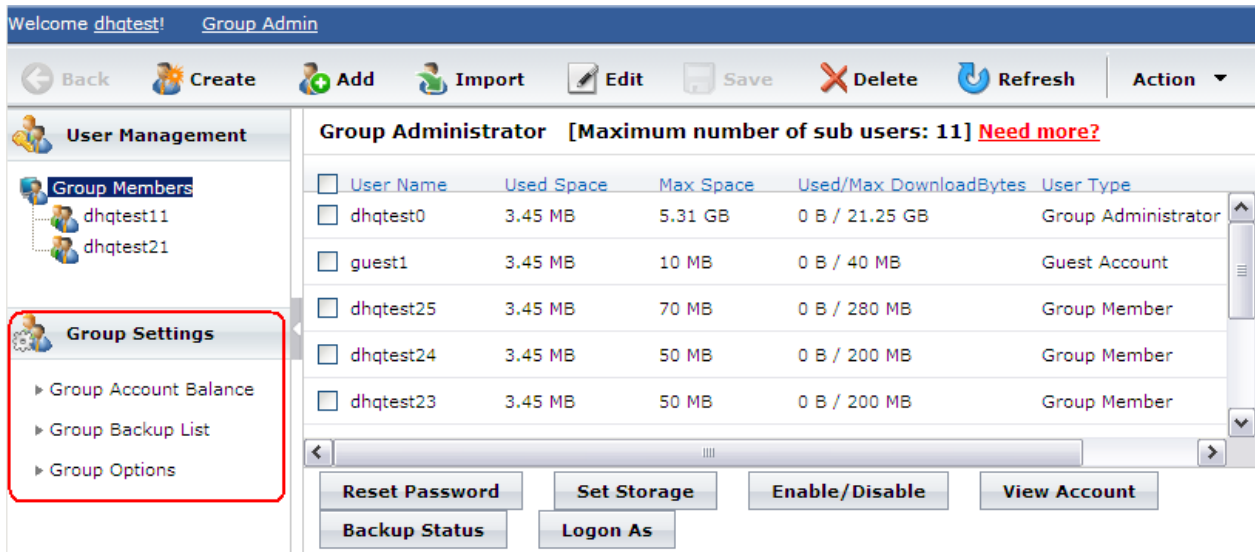 Welcome dhqtest! Group Admin
Back Create Add Import Edit Save Delete Refresh Action
User Management
Group Members
dhqtest11
dhqtest21
Group Settings
Group Account Balance
Group Backup List
Group Options
Group Administrator [Maximum number of sub users: 11] Need more?
User Name Used Space Max Space Used/Max DownloadBytes User Type
dhqtest0 3.45 MB 5.31 GB 0 B / 21.25 GB Group Administrator
guest1 3.45 MB 10 MB 0 B / 40 MB Guest Account
dhqtest25 3.45 MB 70 MB 0 B / 280 MB Group Member
dhqtest24 3.45 MB 50 MB 0 B / 200 MB Group Member
dhqtest23 3.45 MB 50 MB 0 B / 200 MB Group Member
Reset Password Set Storage Enable/Disable View Account
Backup Status Logon As